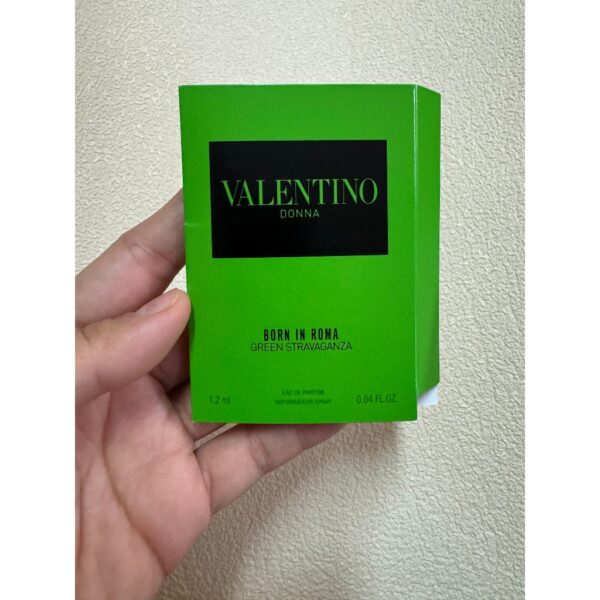 VALENTINO
DONNA
BORN IN ROMA
GREEN STRAVAGANZA
EAU DE PARFUM
1.2 ml VAPORISATEUR SPRAY 0.04 FL.OZ.